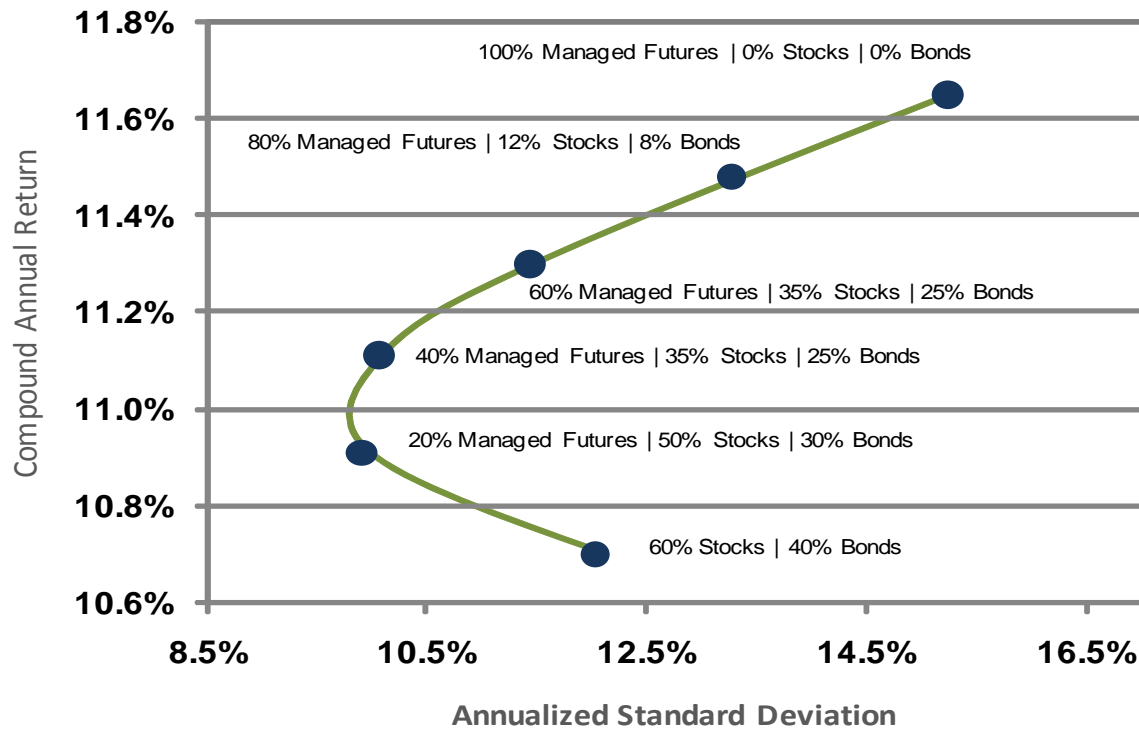 11.8%
100% Managed Futures | 0% Stocks | 0% Bonds
11.6%
80% Managed Futures | 12% Stocks | 8% Bonds
11.4%
11.2%
60% Managed Futures | 35% Stocks | 25% Bonds
40% Managed Futures | 35% Stocks | 25% Bonds
11.0%
20% Managed Futures | 50% Stocks | 30% Bonds
10.8%
60% Stocks | 40% Bonds
10.6%
Compound Annual Return
8.5% 10.5% 12.5% 14.5% 16.5%
Annualized Standard Deviation